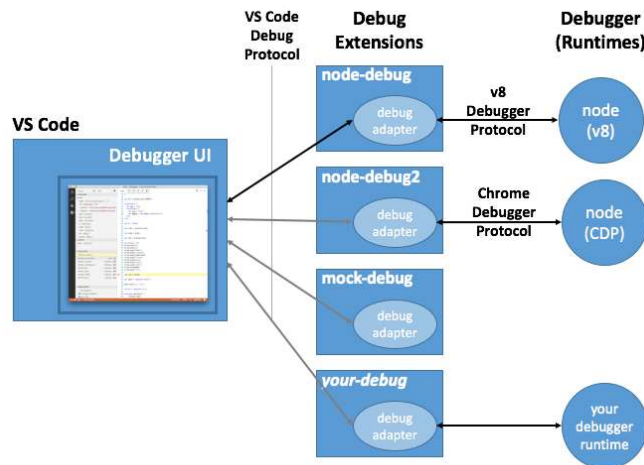 VS Code
Debug
Protocol
Debug
Extensions
Debugger
(Runtimes)
VS Code
Debugger UI
node-debug
debug
adapter
v8
Debugger
Protocol
node
(v8)
node-debug2
debug
adapter
Chrome
Debugger
Protocol
node
(CDP)
mock-debug
debug
adapter
your-debug
debug
adapter
your
debugger
runtime